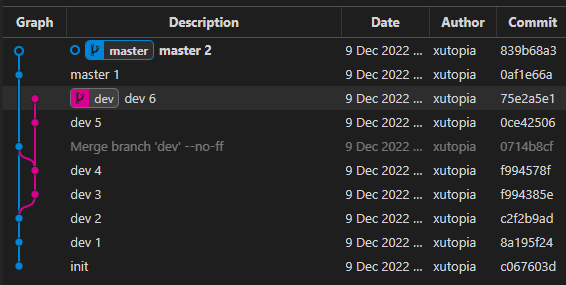 Graph Description Date Author Commit
master master 2 9 Dec 2022 ... xutopia 839b68a3
master 1 9 Dec 2022 ... xutopia 0af1e66a
dev dev 6 9 Dec 2022 ... xutopia 75e2a5e1
dev 5 9 Dec 2022 ... xutopia 0ce42506
Merge branch 'dev' --no-ff 9 Dec 2022 ... xutopia 0714b8cf
dev 4 9 Dec 2022 ... xutopia f994578f
dev 3 9 Dec 2022 ... xutopia f994385e
dev 2 9 Dec 2022 ... xutopia c2f2b9ad
dev 1 9 Dec 2022 ... xutopia 8a195f24
init 9 Dec 2022 ... xutopia c067603d